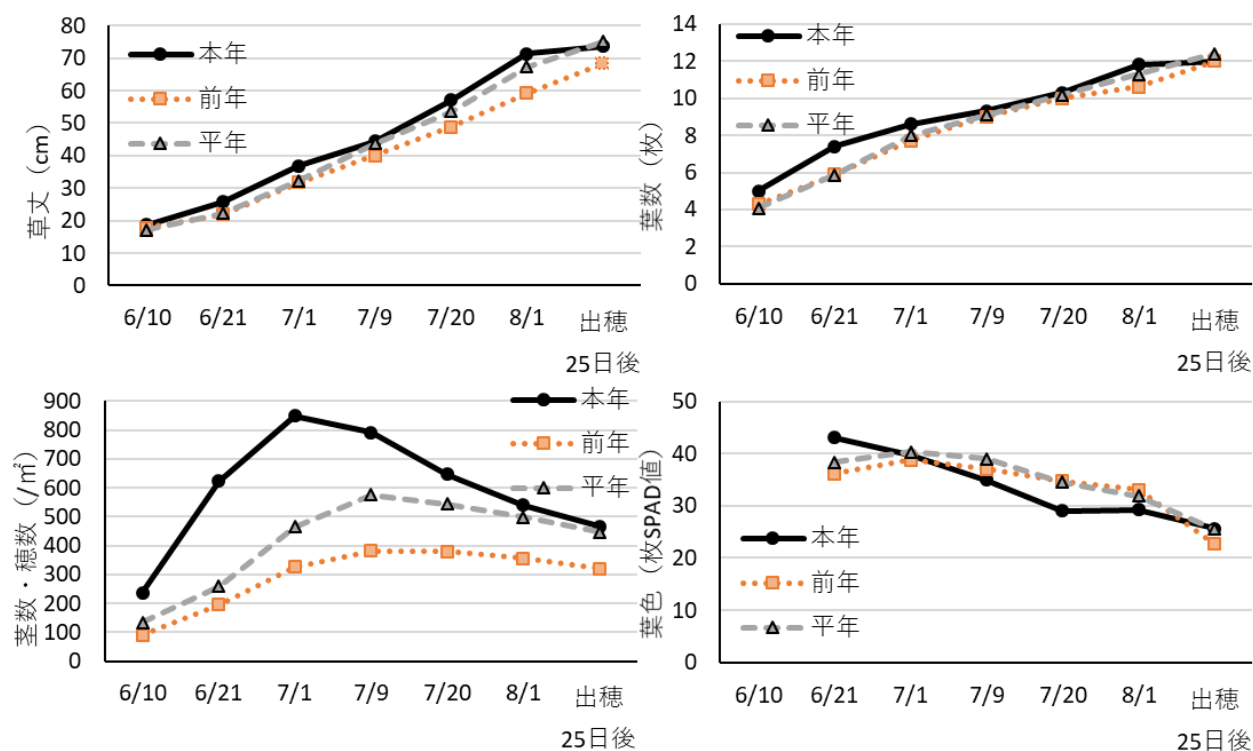 草丈（cm）
80
70
60
50
40
30
20
10
0
本年
前年
平年
6/10 6/21 7/1 7/9 7/20 8/1 出穂
25日後
葉数（枚）
14
12
10
8
6
4
2
0
本年
前年
平年
6/10 6/21 7/1 7/9 7/20 8/1 出穂
25日後
茎数・穂数（/㎡）
900
800
700
600
500
400
300
200
100
0
本年
前年
平年
6/10 6/21 7/1 7/9 7/20 8/1 出穂
25日後
葉色（枚SPAD値）
50
40
30
20
10
0
本年
前年
平年
6/10 6/21 7/1 7/9 7/20 8/1 出穂
25日後